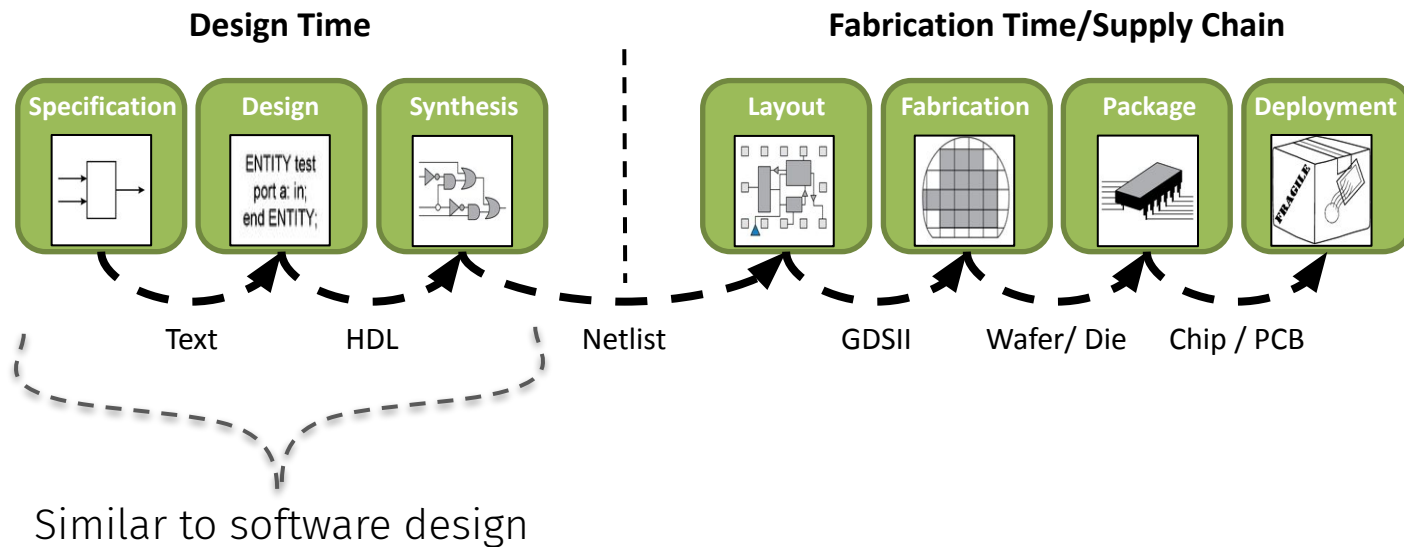 Design Time
Fabrication Time/Supply Chain
Specification
Design
Synthesis
Layout
Fabrication
Package
Deployment
ENTITY test
port a: in;
end ENTITY;
FRAGILE
Text
HDL
Netlist
GDSII
Wafer/ Die
Chip / PCB
Similar to software design